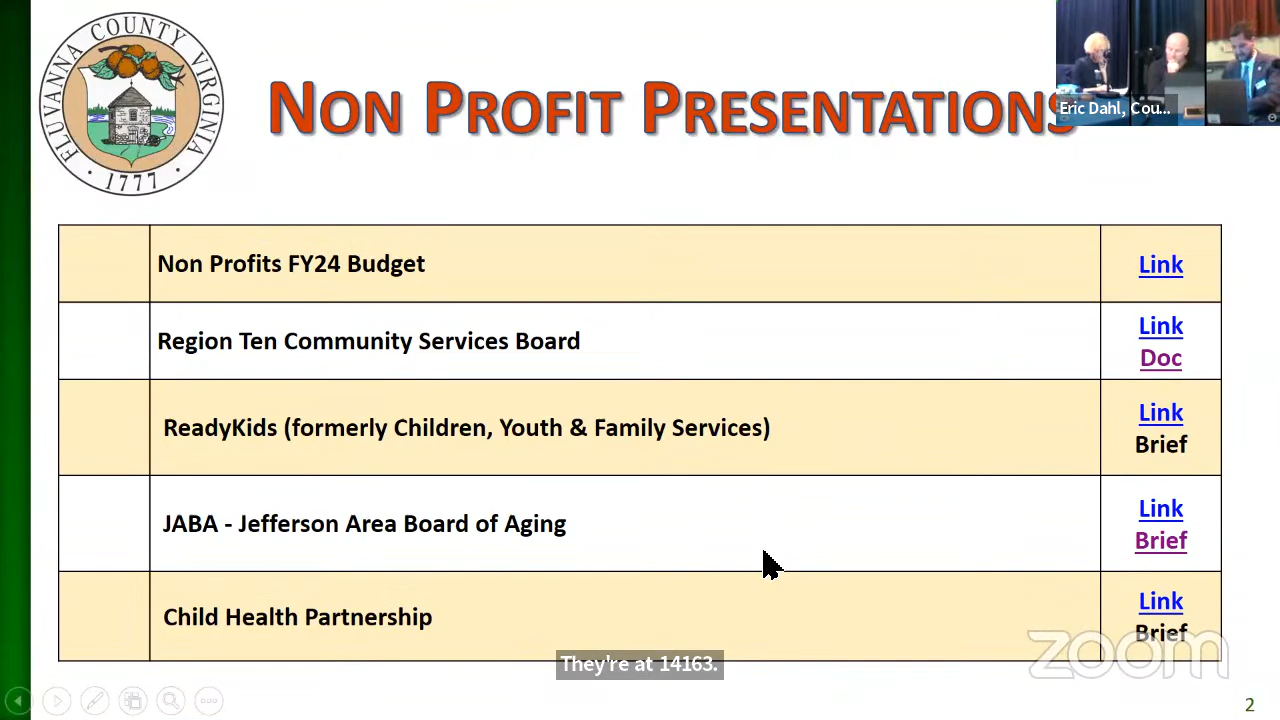 FLUVANNA COUNTY VIRGINIA
• 1777 •
NON PROFIT PRESENTATIONS
Eric Dahl, Cou...
Non Profits FY24 Budget
Link
Region Ten Community Services Board
Link
Doc
ReadyKids (formerly Children, Youth & Family Services)
Link
Brief
JABA - Jefferson Area Board of Aging
Link
Brief
Child Health Partnership
Link
Brief
zoom
They're at 14163.
2